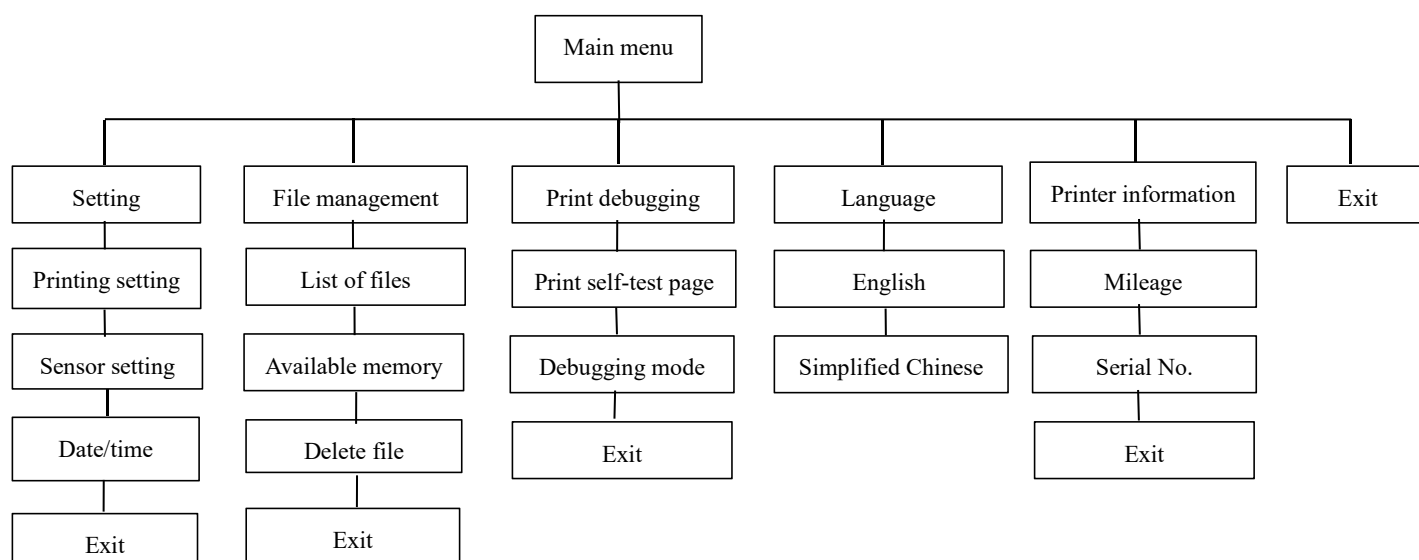 Main menu
Setting
File management
Print debugging
Language
Printer information
Exit
Printing setting
List of files
Print self-test page
English
Mileage
Sensor setting
Available memory
Debugging mode
Simplified Chinese
Serial No.
Date/time
Delete file
Exit
Exit
Exit
Exit